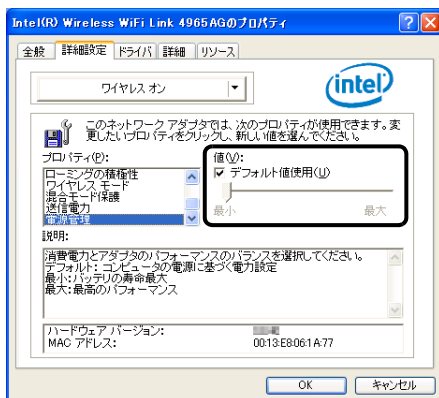 Intel(R) Wireless WiFi Link 4965AGのプロパティ
全般 詳細設定 ドライバ 詳細 リソース
ワイヤレス オン
intel
このネットワーク アダプタでは、次のプロパティが使用できます。変
更したいプロパティをクリックし、新しい値を選んでください。
プロパティ(P):
ローミングの積極性
ワイヤレス モード
混合モード保護
送信電力
電源管理
値(V):
デフォルト値使用(U)
最小 最大
説明:
消費電力とアダプタのパフォーマンスのバランスを選択してください。
デフォルト: コンピュータの電源に基づく電力設定
最小: バッテリの寿命最大
最大: 最高のパフォーマンス
ハードウェア バージョン:
MAC アドレス: 00:13:E8:06:1A:77
OK キャンセル